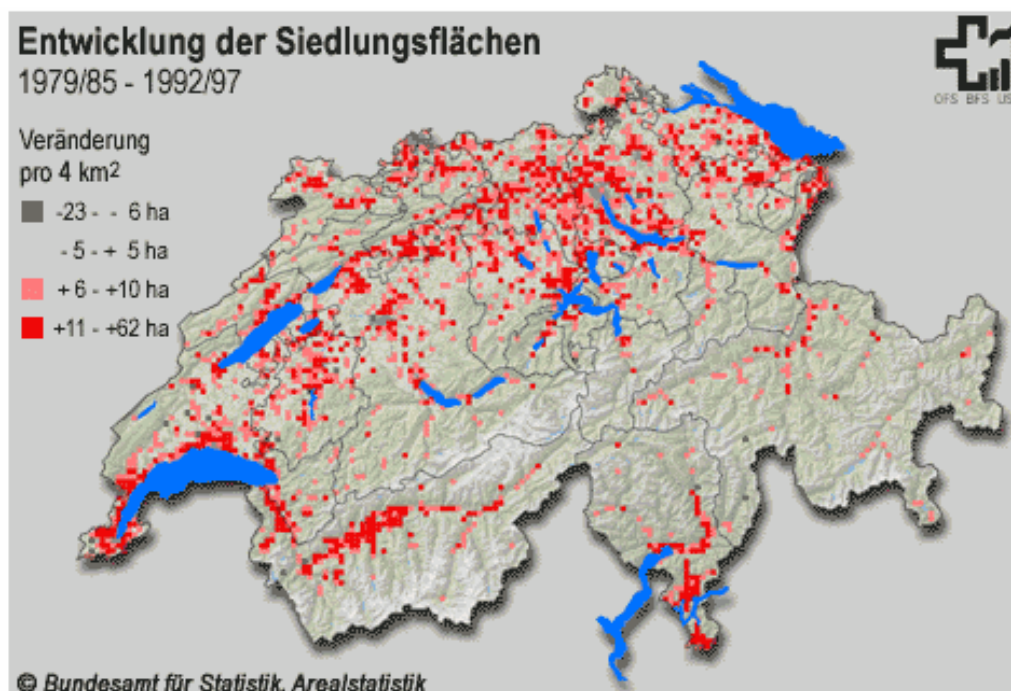 Entwicklung der Siedlungsflächen
1979/85 - 1992/97
OFS BFS US
Veränderung
pro 4 km²
-23 - - 6 ha
- 5 - + 5 ha
+ 6 - +10 ha
+11 - +62 ha
© Bundesamt für Statistik, Arealstatistik